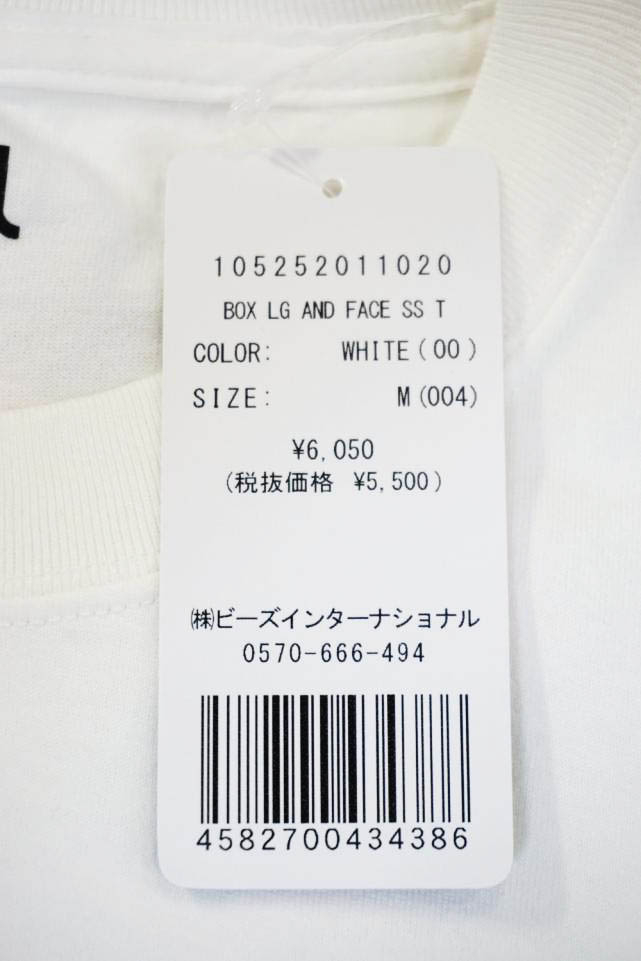 105252011020
BOX LG AND FACE SS T
COLOR: WHITE(00)
SIZE: M(004)
¥6,050
(税抜価格 ¥5,500)
㈱ビーズインターナショナル
0570-666-494
4582700434386